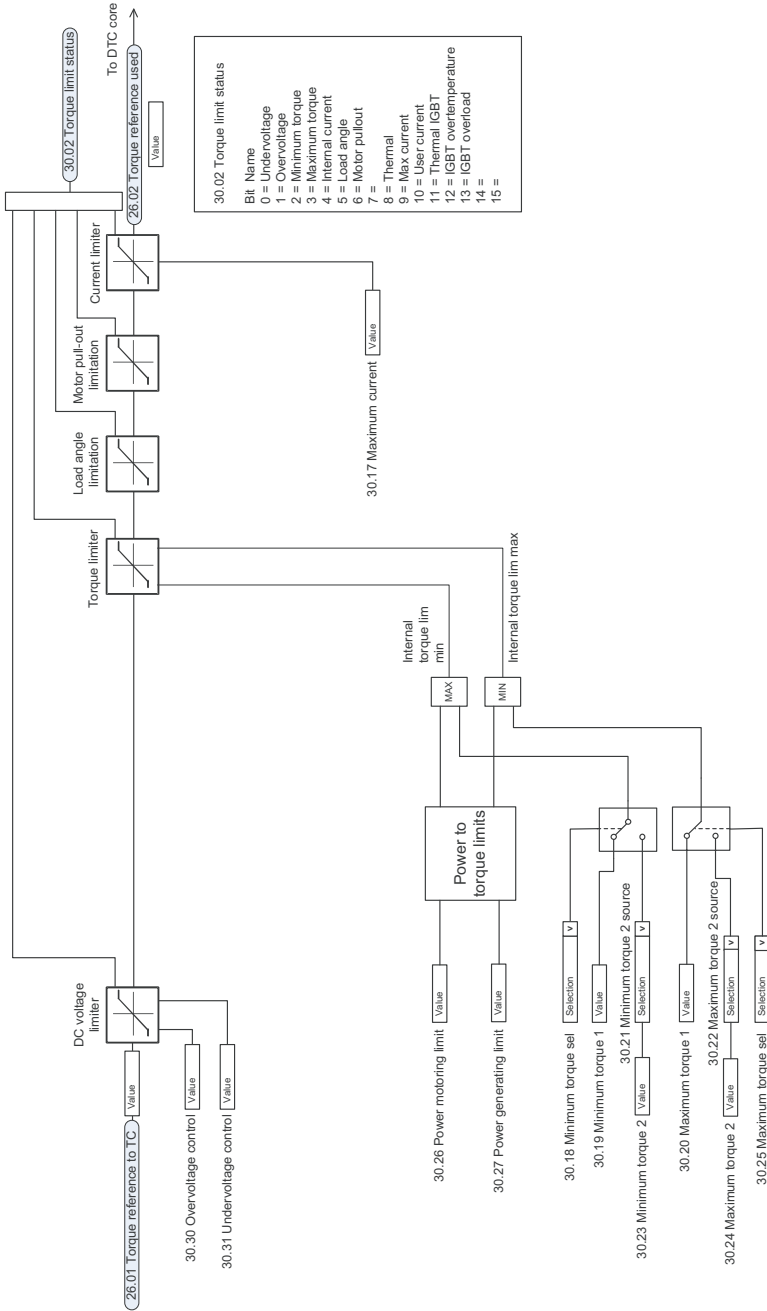 26.01 Torque reference to TC
Value
30.30 Overvoltage control
Value
30.31 Undervoltage control
Value
DC voltage
limiter
Torque limiter
Load angle
limitation
Motor pull-out
limitation
Current limiter
30.02 Torque limit status
To DTC core
26.02 Torque reference used
Value
30.02 Torque limit status
Bit Name
0 = Undervoltage
1 = Overvoltage
2 = Minimum torque
3 = Maximum torque
4 = Internal current
5 = Load angle
6 = Motor pullout
7 =
8 = Thermal
9 = Max current
10 = User current
11 = Thermal IGBT
12 = IGBT overtemperature
13 = IGBT overload
14 =
15 =
30.17 Maximum current
Value
Internal
torque lim
min
MAX
MIN
Internal torque lim max
30.26 Power motoring limit
Value
30.27 Power generating limit
Value
Power to
torque limits
30.18 Minimum torque sel
Selection
v
30.19 Minimum torque 1
Value
30.21 Minimum torque 2 source
30.23 Minimum torque 2
Value
Selection
v
30.20 Maximum torque 1
Value
30.22 Maximum torque 2 source
30.24 Maximum torque 2
Value
Selection
v
30.25 Maximum torque sel
Selection
v